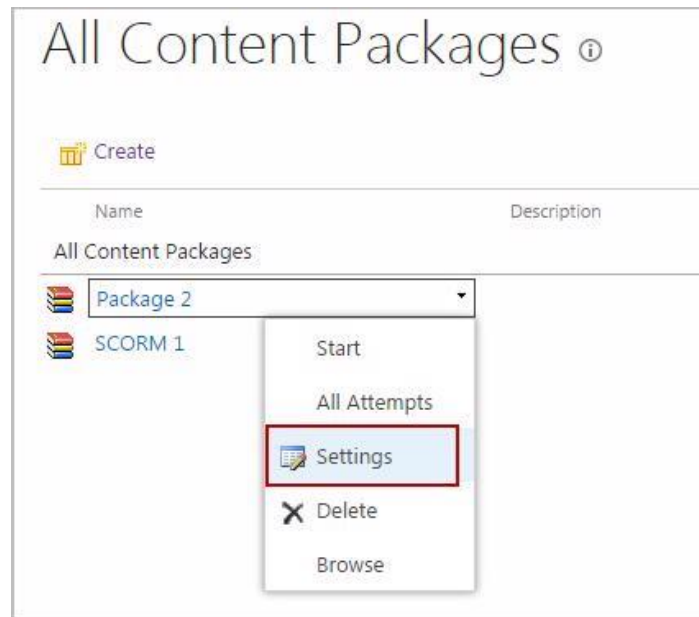 All Content Packages
Create
Name Description
All Content Packages
Package 2
SCORM 1
Start
All Attempts
Settings
Delete
Browse